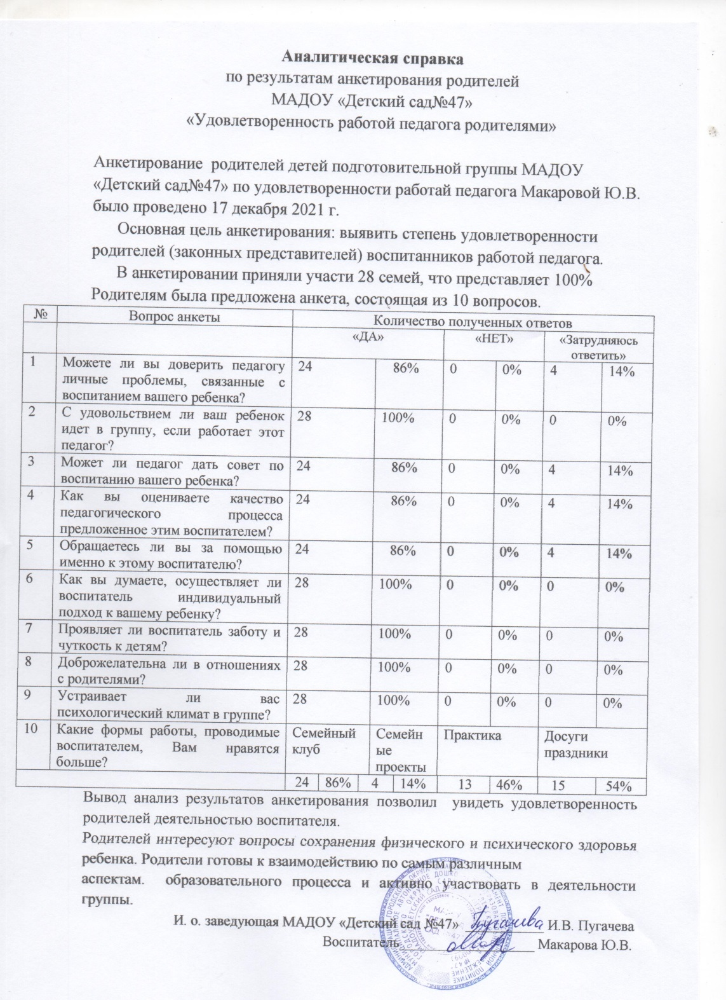 Аналитическая справка
по результатам анкетирования родителей
МАДОУ «Детский сад№47»
«Удовлетворенность работой педагога родителями»
Анкетирование родителей детей подготовительной группы МАДОУ
«Детский сад№47» по удовлетворенности работай педагога Макаровой Ю.В.
было проведено 17 декабря 2021 г.
Основная цель анкетирования: выявить степень удовлетворенности
родителей (законных представителей) воспитанников работой педагога.
В анкетировании приняли участи 28 семей, что представляет 100%
Родителям была предложена анкета, состоящая из 10 вопросов.
№ Вопрос анкеты Количество полученных ответов
«ДА» «НЕТ» «Затрудняюсь
ответить»
1 Можете ли вы доверить педагогу 24 86% 0 0% 4 14%
личные проблемы, связанные с
воспитанием вашего ребенка?
2 С удовольствием ли ваш ребенок 28 100% 0 0% 0 0%
идет в группу, если работает этот
педагог?
3 Может ли педагог дать совет по 24 86% 0 0% 4 14%
воспитанию вашего ребенка?
4 Как вы оцениваете качество 24 86% 0 0% 4 14%
педагогического процесса
предложенное этим воспитателем?
5 Обращаетесь ли вы за помощью 24 86% 0 0% 4 14%
именно к этому воспитателю?
6 Как вы думаете, осуществляет ли 28 100% 0 0% 0 0%
воспитатель индивидуальный
подход к вашему ребенку?
7 Проявляет ли воспитатель заботу и 28 100% 0 0% 0 0%
чуткость к детям?
8 Доброжелательна ли в отношениях 28 100% 0 0% 0 0%
с родителями?
9 Устраивает ли вас 28 100% 0 0% 0 0%
психологический климат в группе?
10 Какие формы работы, проводимые Семейный Семейн Практика Досуги
воспитателем, Вам нравятся клуб ые праздники
больше? проекты
24 86% 4 14% 13 46% 15 54%
Вывод анализ результатов анкетирования позволил увидеть удовлетворенность
родителей деятельностью воспитателя.
Родителей интересуют вопросы сохранения физического и психического здоровья
ребенка. Родители готовы к взаимодействию по самым различным
аспектам. образовательного процесса и активно участвовать в деятельности
группы.
И. о. заведующая МАДОУ «Детский сад №47» Пугачева И.В. Пугачева
Воспитатель Макарова Ю.В.